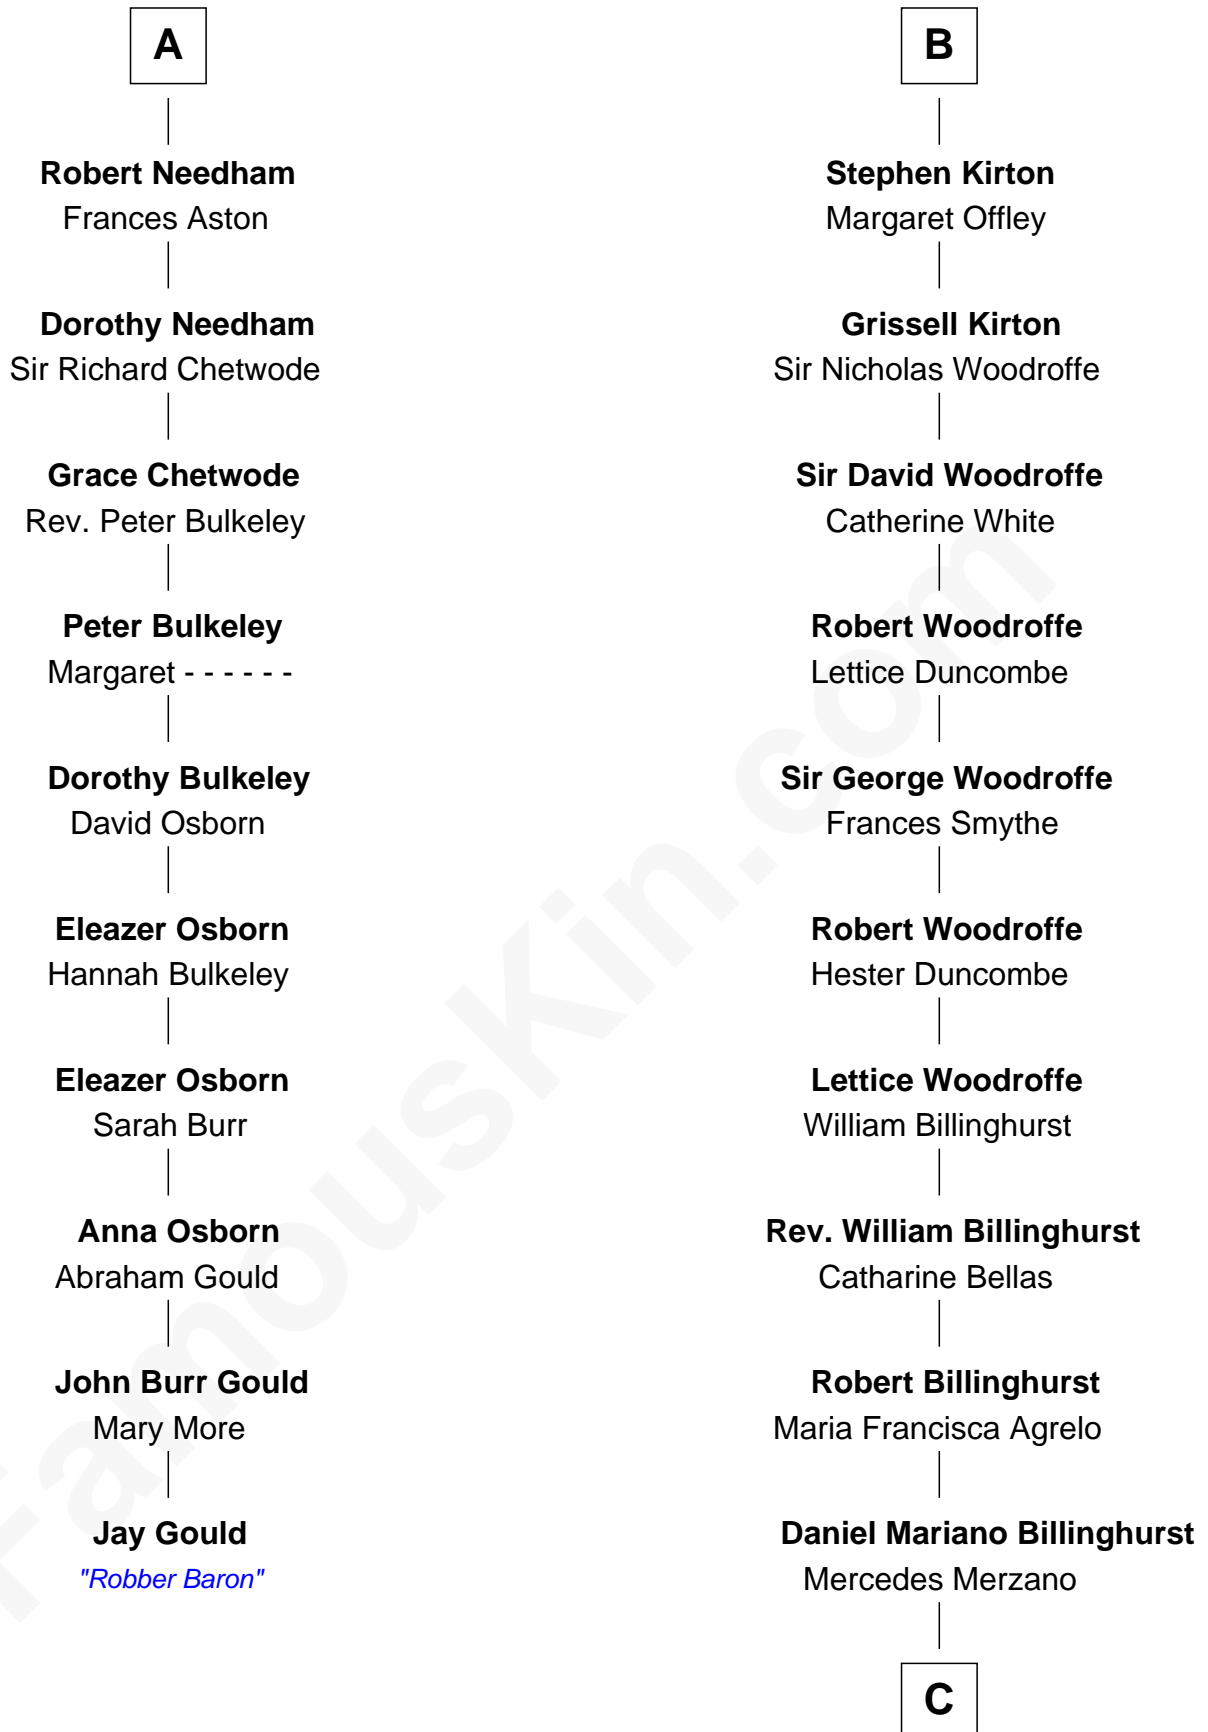 A
Robert Needham
Frances Aston
Dorothy Needham
Sir Richard Chetwode
Grace Chetwode
Rev. Peter Bulkeley
Peter Bulkeley
Margaret - - - - - -
Dorothy Bulkeley
David Osborn
Eleazer Osborn
Hannah Bulkeley
Eleazer Osborn
Sarah Burr
Anna Osborn
Abraham Gould
John Burr Gould
Mary More
Jay Gould
"Robber Baron"
B
Stephen Kirton
Margaret Offley
Grissell Kirton
Sir Nicholas Woodroffe
Sir David Woodroffe
Catherine White
Robert Woodroffe
Lettice Duncombe
Sir George Woodroffe
Frances Smythe
Robert Woodroffe
Hester Duncombe
Lettice Woodroffe
William Billinghurst
Rev. William Billinghurst
Catharine Bellas
Robert Billinghurst
Maria Francisca Agrelo
Daniel Mariano Billinghurst
Mercedes Merzano
C
FamousKin.com